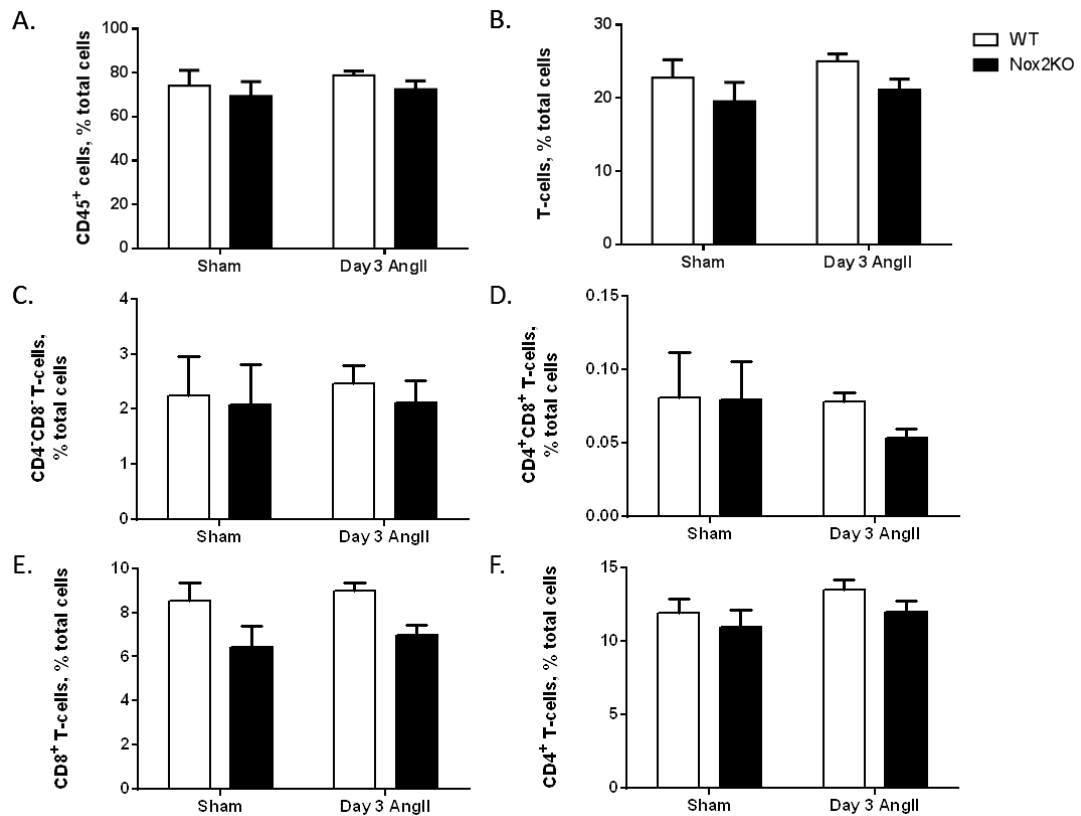 A.
CD45⁺ cells, % total cells
100
80
60
40
20
0
Sham
Day 3 AngII
B.
T-cells, % total cells
30
20
10
0
Sham
Day 3 AngII
WT
Nox2KO
C.
CD4⁻CD8⁻ T-cells,
% total cells
4
3
2
1
0
Sham
Day 3 AngII
D.
CD4⁺CD8⁺ T-cells,
% total cells
0.15
0.10
0.05
0.00
Sham
Day 3 AngII
E.
CD8⁺ T-cells, % total cells
10
8
6
4
2
0
Sham
Day 3 AngII
F.
CD4⁺ T-cells, % total cells
15
10
5
0
Sham
Day 3 AngII